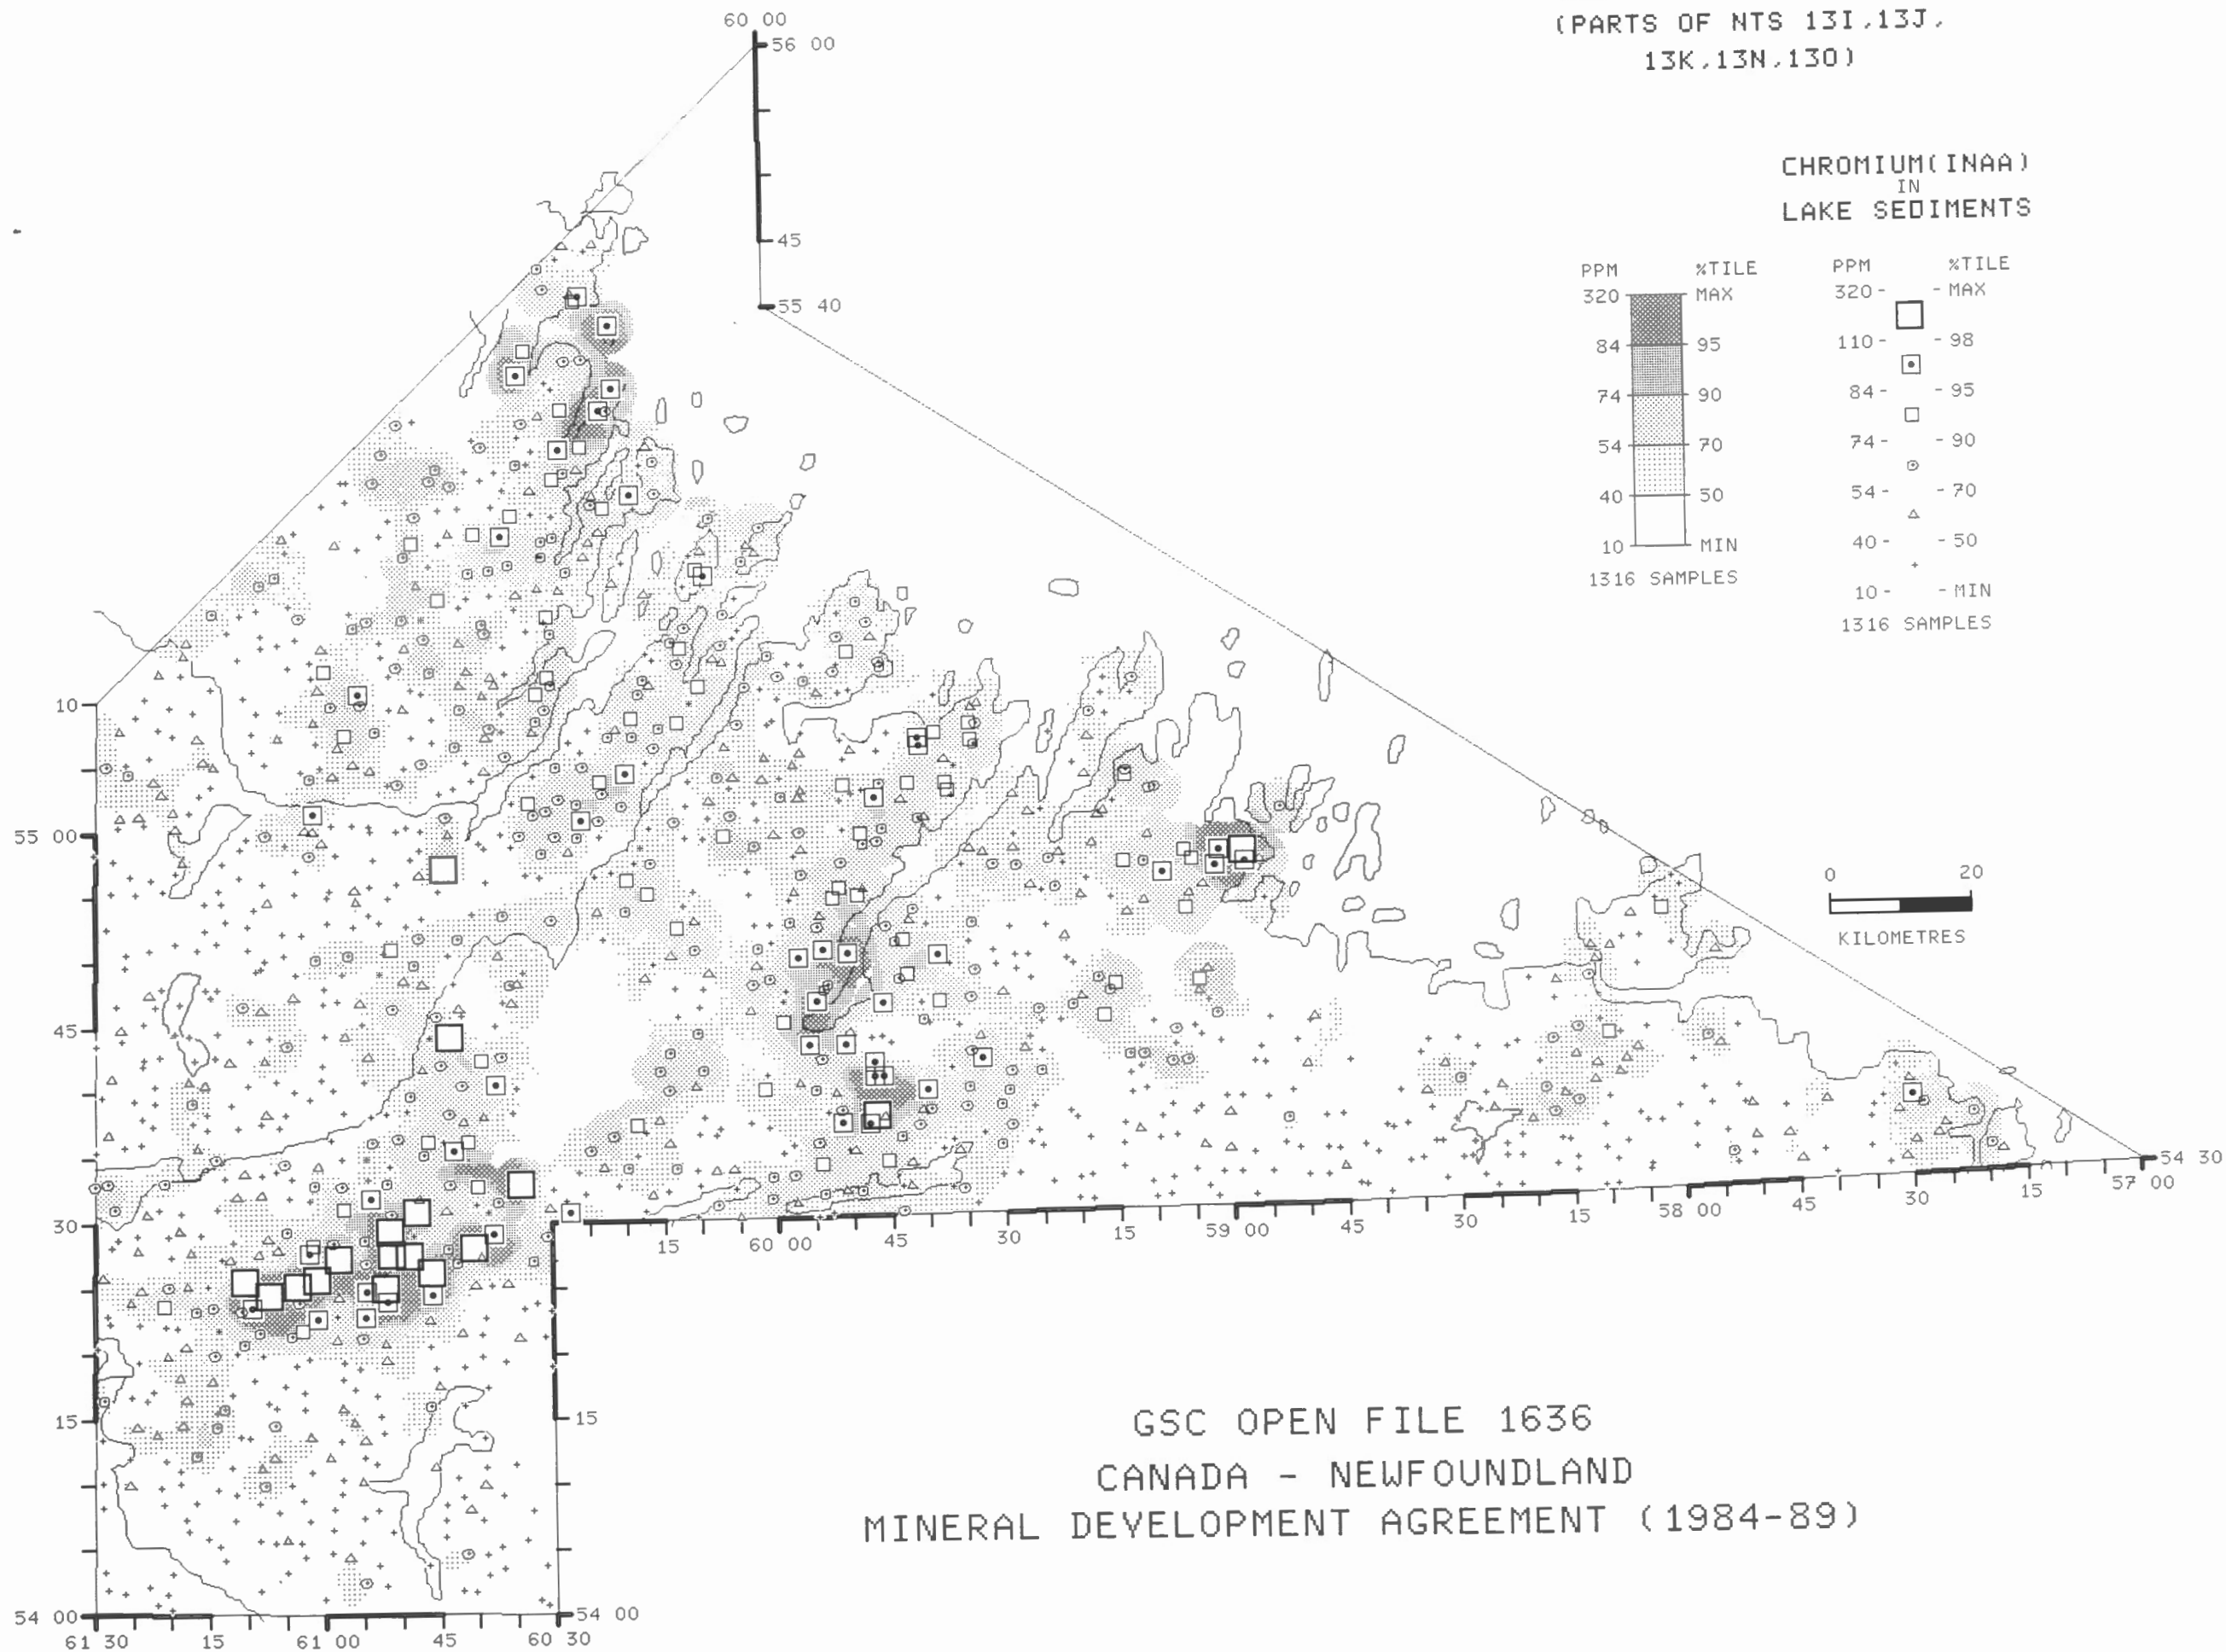 (PARTS OF NTS 13I,13J,
13K,13N,13O)
CHROMIUM(INAA)
IN
LAKE SEDIMENTS
PPM %TILE
320 MAX
84 95
74 90
54 70
40 50
10 MIN
1316 SAMPLES
PPM %TILE
320- -MAX
110- -98
84- -95
74- -90
54- -70
40- -50
10- -MIN
1316 SAMPLES
60 00
56 00
45
55 40
10
55 00
45
30
15
54 00
61 30
15
61 00
45
60 30
54 00
15
15
60 00
45
30
15
59 00
45
30
15
58 00
45
30
15
57 00
54 30
0 20
KILOMETRES
GSC OPEN FILE 1636
CANADA - NEWFOUNDLAND
MINERAL DEVELOPMENT AGREEMENT (1984-89)